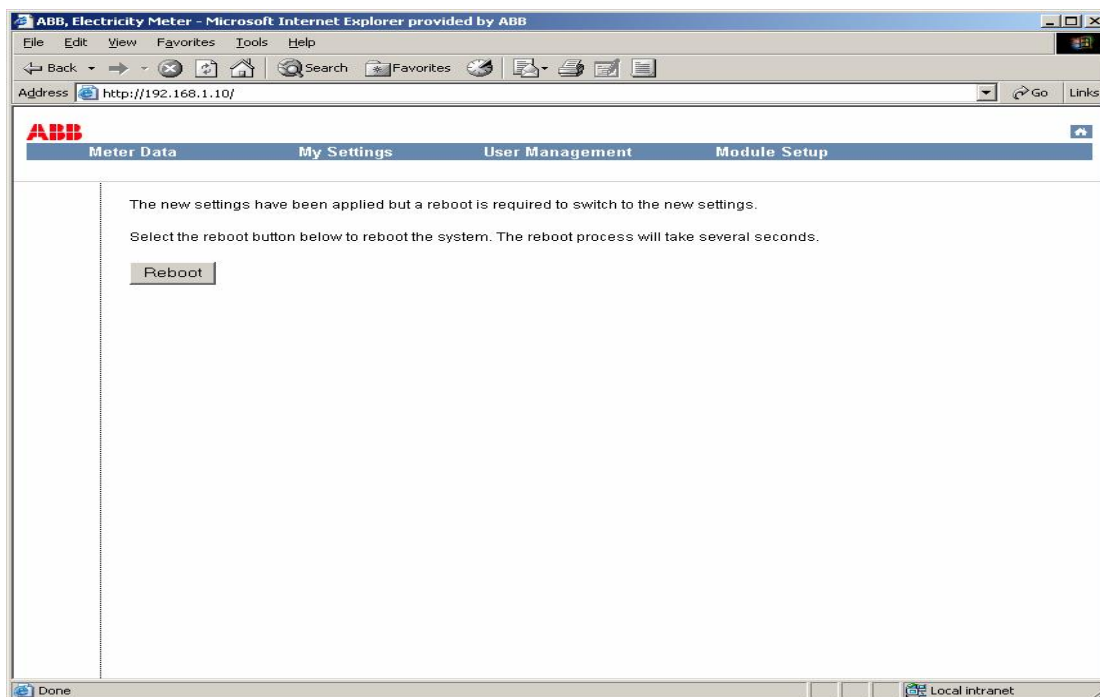 ABB, Electricity Meter - Microsoft Internet Explorer provided by ABB
File Edit View Favorites Tools Help
Back Search Favorites
Address http://192.168.1.10/ Go Links
ABB
Meter Data My Settings User Management Module Setup
The new settings have been applied but a reboot is required to switch to the new settings.
Select the reboot button below to reboot the system. The reboot process will take several seconds.
Reboot
Done Local intranet